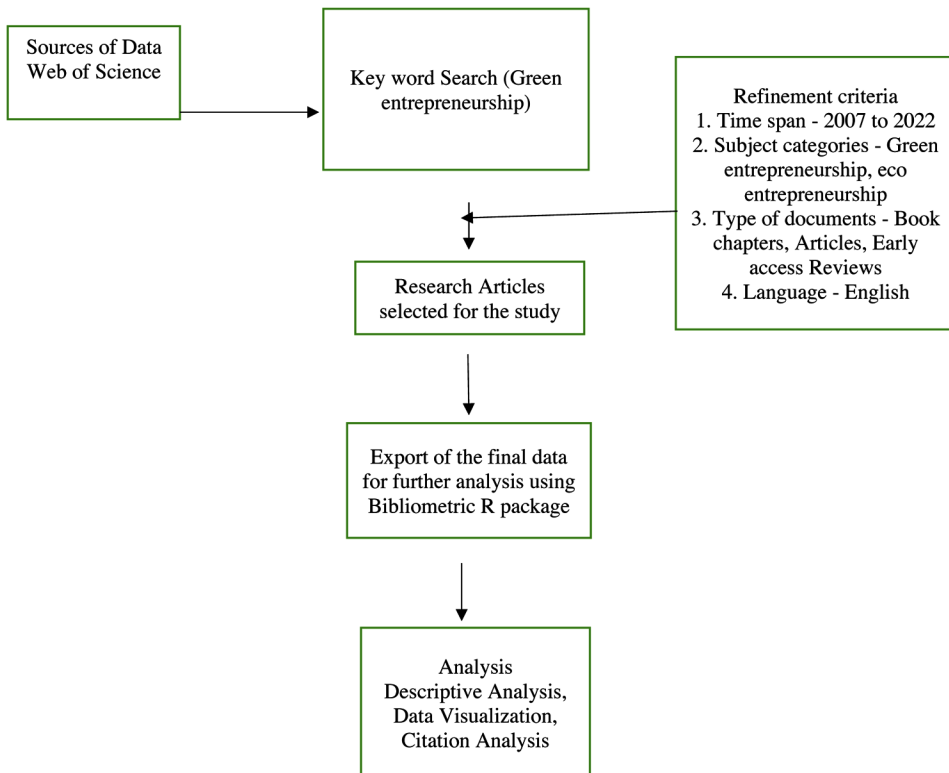 Sources of Data
Web of Science
Key word Search (Green
entrepreneurship)
Refinement criteria
1. Time span - 2007 to 2022
2. Subject categories - Green
entrepreneurship, eco
entrepreneurship
3. Type of documents - Book
chapters, Articles, Early
access Reviews
4. Language - English
Research Articles
selected for the study
Export of the final data
for further analysis using
Bibliometric R package
Analysis
Descriptive Analysis,
Data Visualization,
Citation Analysis